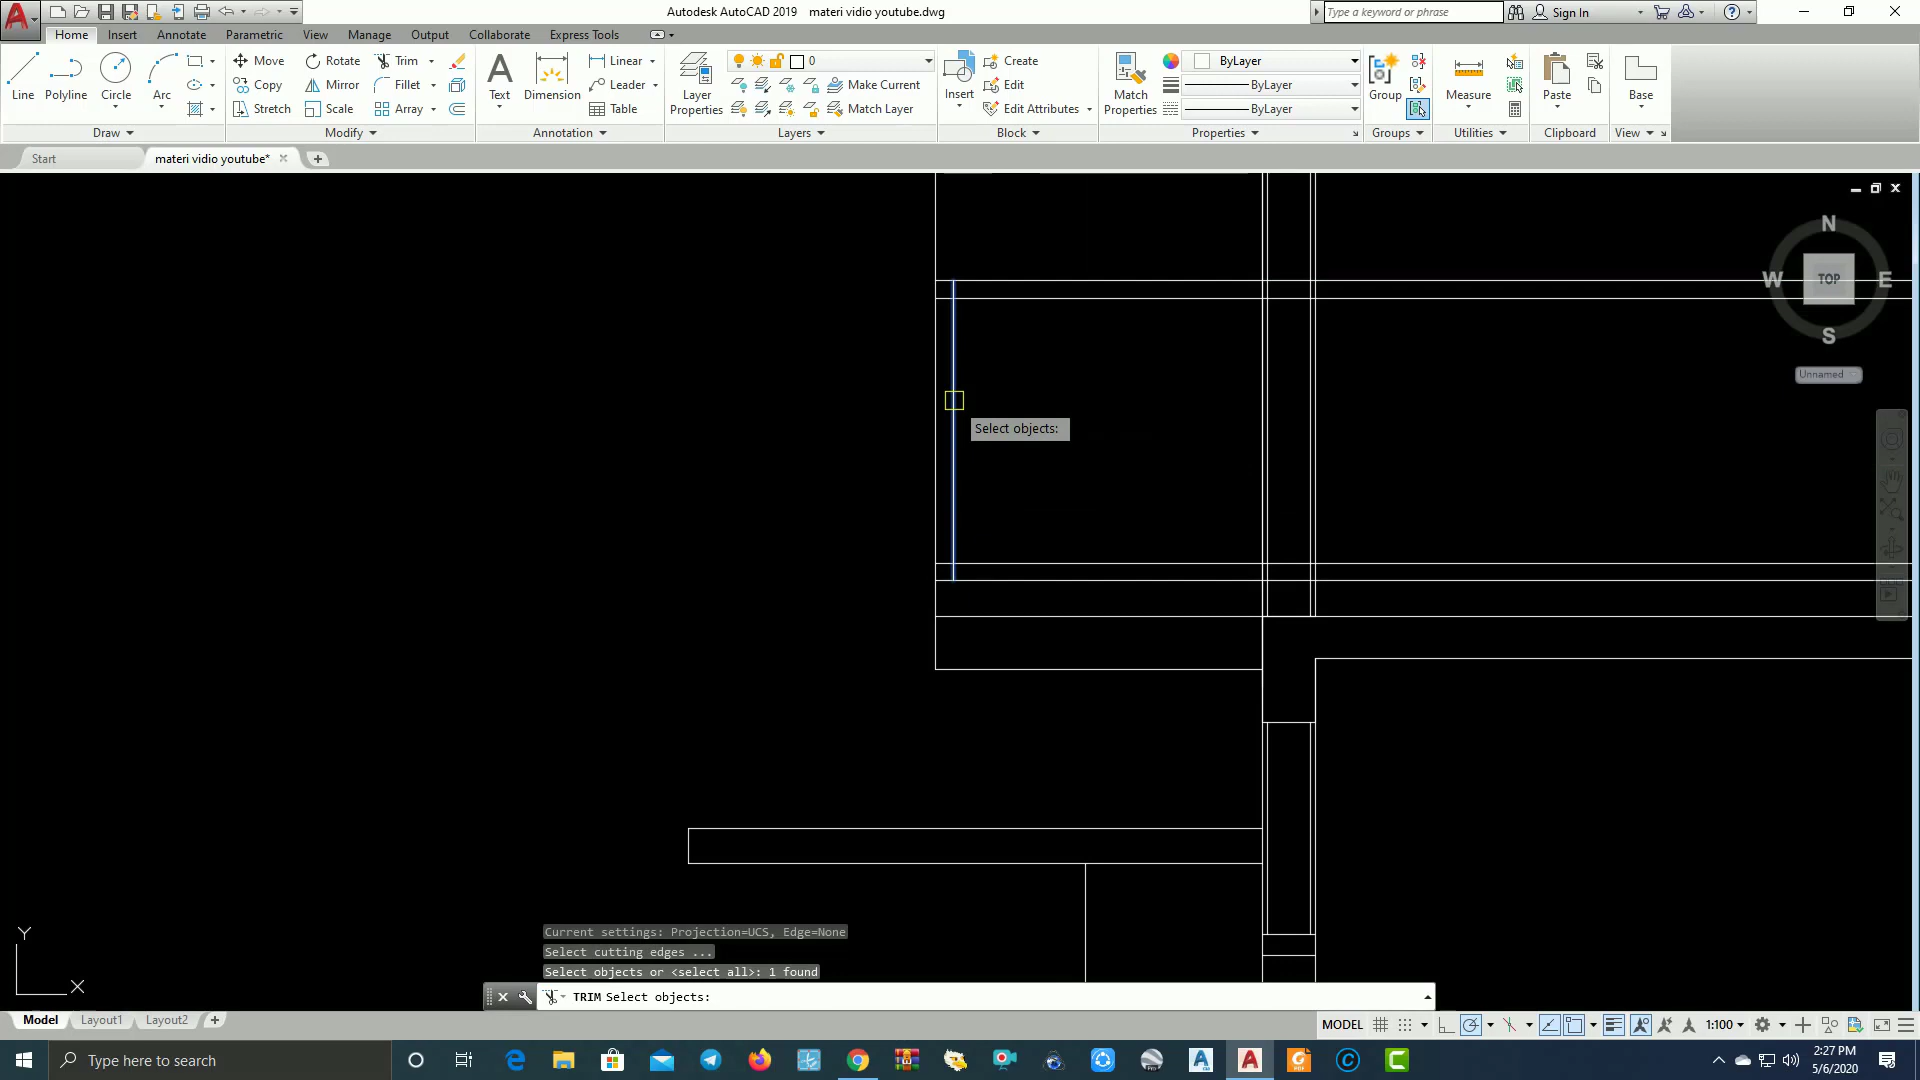 Autodesk AutoCAD 2019 materi vidio youtube.dwg
Type a keyword or phrase
Sign In
Home Insert Annotate Parametric View Manage Output Collaborate Express Tools
Line
Polyline
Circle
Arc
Draw
Move
Rotate
Trim
Copy
Mirror
Fillet
Stretch
Scale
Array
Modify
Text
Dimension
Linear
Leader
Table
Annotation
Layer
Properties
0
Make Current
Match Layer
Layers
Insert
Create
Edit
Edit Attributes
Block
Match
Properties
ByLayer
ByLayer
ByLayer
Properties
Group
Groups
Measure
Utilities
Paste
Clipboard
Base
View
Start
materi vidio youtube*
N
W
TOP
E
S
Unnamed
Select objects:
Y
X
Current settings: Projection=UCS, Edge=None
Select cutting edges ...
Select objects or <select all>: 1 found
TRIM Select objects:
Model Layout1 Layout2
MODEL
1:100
Type here to search
2:27 PM
5/6/2020